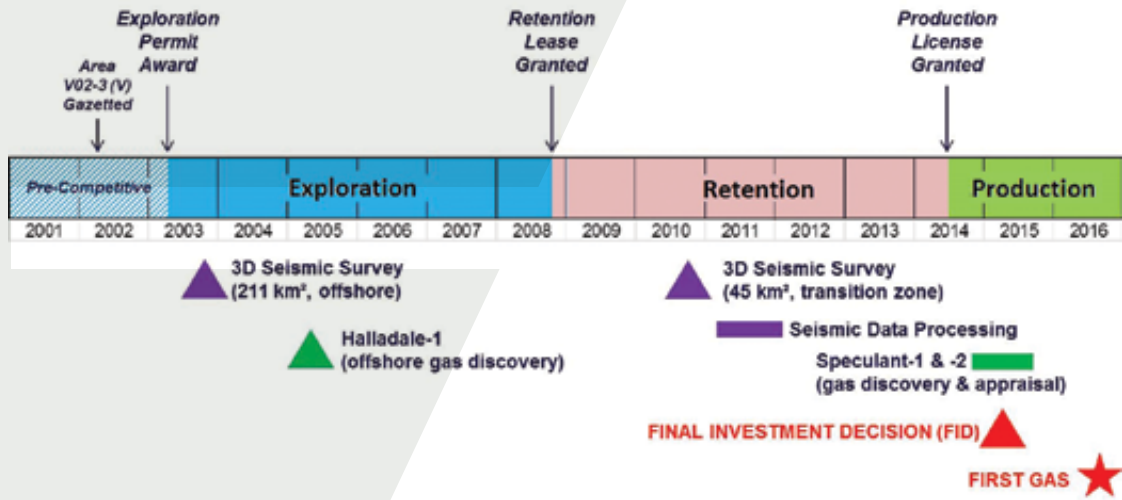 Exploration
Permit
Award
Area
V02-3 (V)
Gazetted
Retention
Lease
Granted
Production
License
Granted
Pre-Competitive
Exploration
Retention
Production
2001 2002 2003 2004 2005 2006 2007 2008 2009 2010 2011 2012 2013 2014 2015 2016
3D Seismic Survey
(211 km², offshore)
Halladale-1
(offshore gas discovery)
3D Seismic Survey
(45 km², transition zone)
Seismic Data Processing
Speculant-1 & -2
(gas discovery & appraisal)
FINAL INVESTMENT DECISION (FID)
FIRST GAS